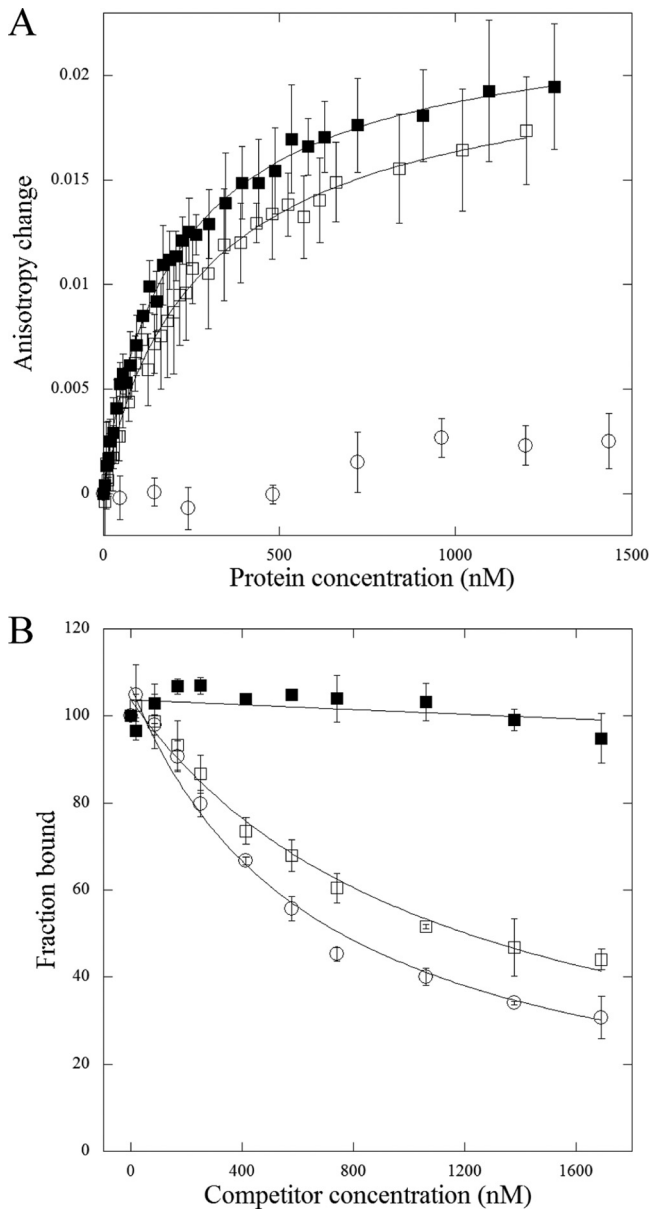 A
0.02
0.015
0.01
0.005
0
Anisotropy change
0 500 1000 1500
Protein concentration (nM)
B
120
100
80
60
40
20
0
Fraction bound
0 400 800 1200 1600
Competitor concentration (nM)